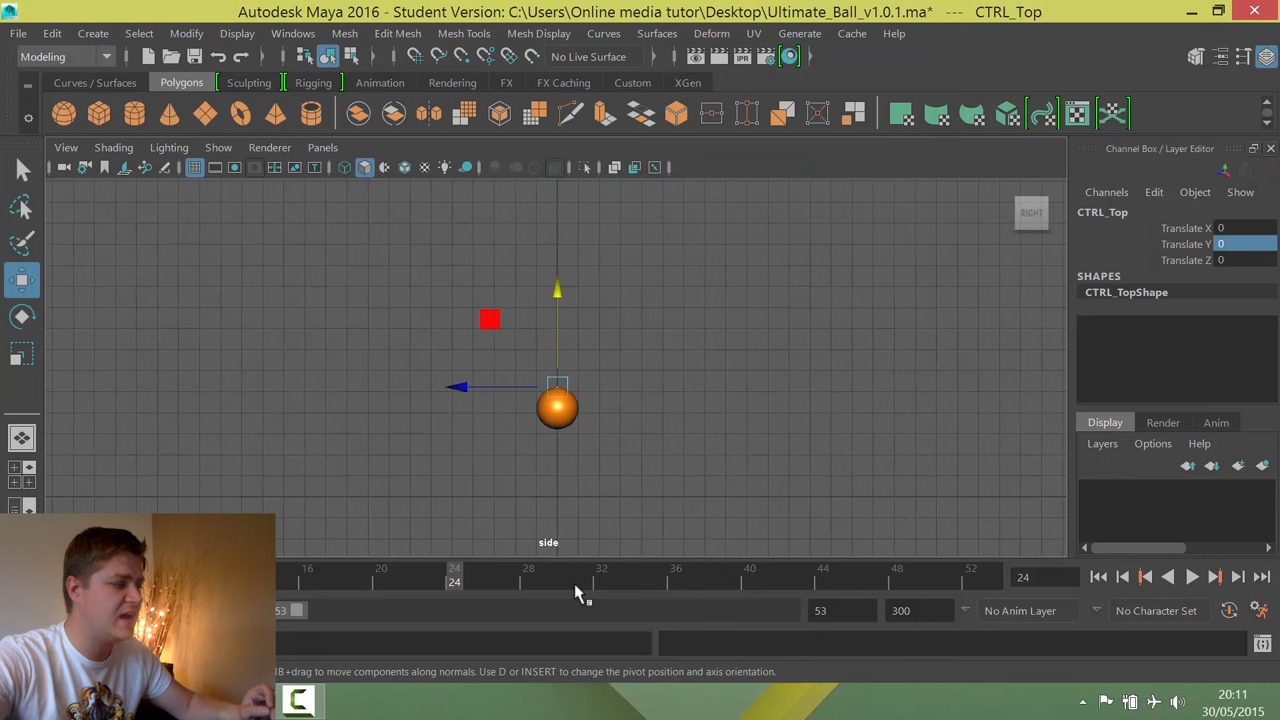 Autodesk Maya 2016 - Student Version: C:\Users\Online media tutor\Desktop\Ultimate_Ball_v1.0.1.ma* --- CTRL_Top
File Edit Create Select Modify Display Windows Mesh Edit Mesh Mesh Tools Mesh Display Curves Surfaces Deform UV Generate Cache Help
Modeling No Live Surface IPR
Curves / Surfaces Polygons Sculpting Rigging Animation Rendering FX FX Caching Custom XGen
View Shading Lighting Show Renderer Panels
Channel Box / Layer Editor
Channels Edit Object Show
CTRL_Top
Translate X 0
Translate Y 0
Translate Z 0
SHAPES
CTRL_TopShape
RIGHT
side
Display Render Anim
Layers Options Help
16 20 24 28 32 36 40 44 48 52
24 24
53 53 300 No Anim Layer No Character Set
IB+drag to move components along normals. Use D or INSERT to change the pivot position and axis orientation.
20:11
30/05/2015